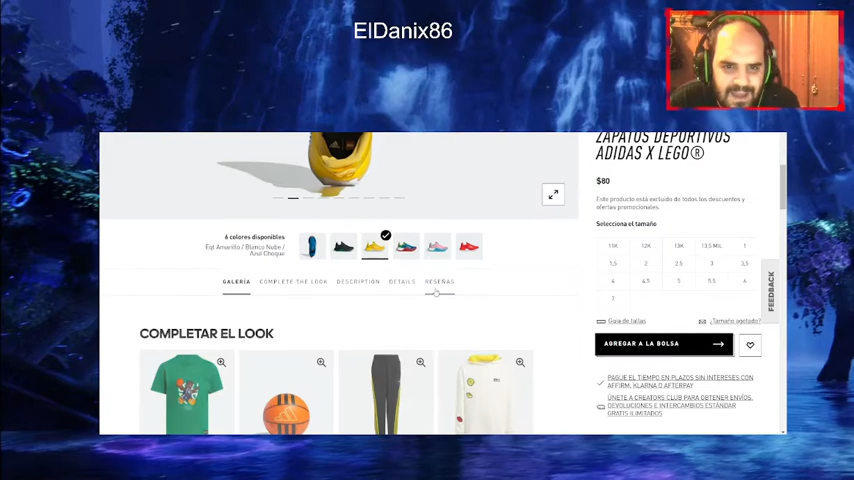 ElDanix86
ZAPATOS DEPORTIVOS
ADIDAS X LEGO®
$80
Este producto está excluido de todos los descuentos y
ofertas promocionales.
Selecciona el tamaño
11K 12K 13K 13,5 MIL 1
1,5 2 2.5 3 3,5
4 4.5 5 5.5 6
7
Guía de tallas ¿Tamaño agotado?
AGREGAR A LA BOLSA
PAGUE EL TIEMPO EN PLAZOS SIN INTERESES CON
AFFIRM, KLARNA O AFTERPAY
ÚNETE A CREATORS CLUB PARA OBTENER ENVÍOS,
DEVOLUCIONES E INTERCAMBIOS ESTÁNDAR
GRATIS ILIMITADOS
FEEDBACK
6 colores disponibles
Eqt Amarillo / Blanco Nube /
Azul Choque
GALERÍA COMPLETE THE LOOK DESCRIPTION DETAILS RESEÑAS
COMPLETAR EL LOOK